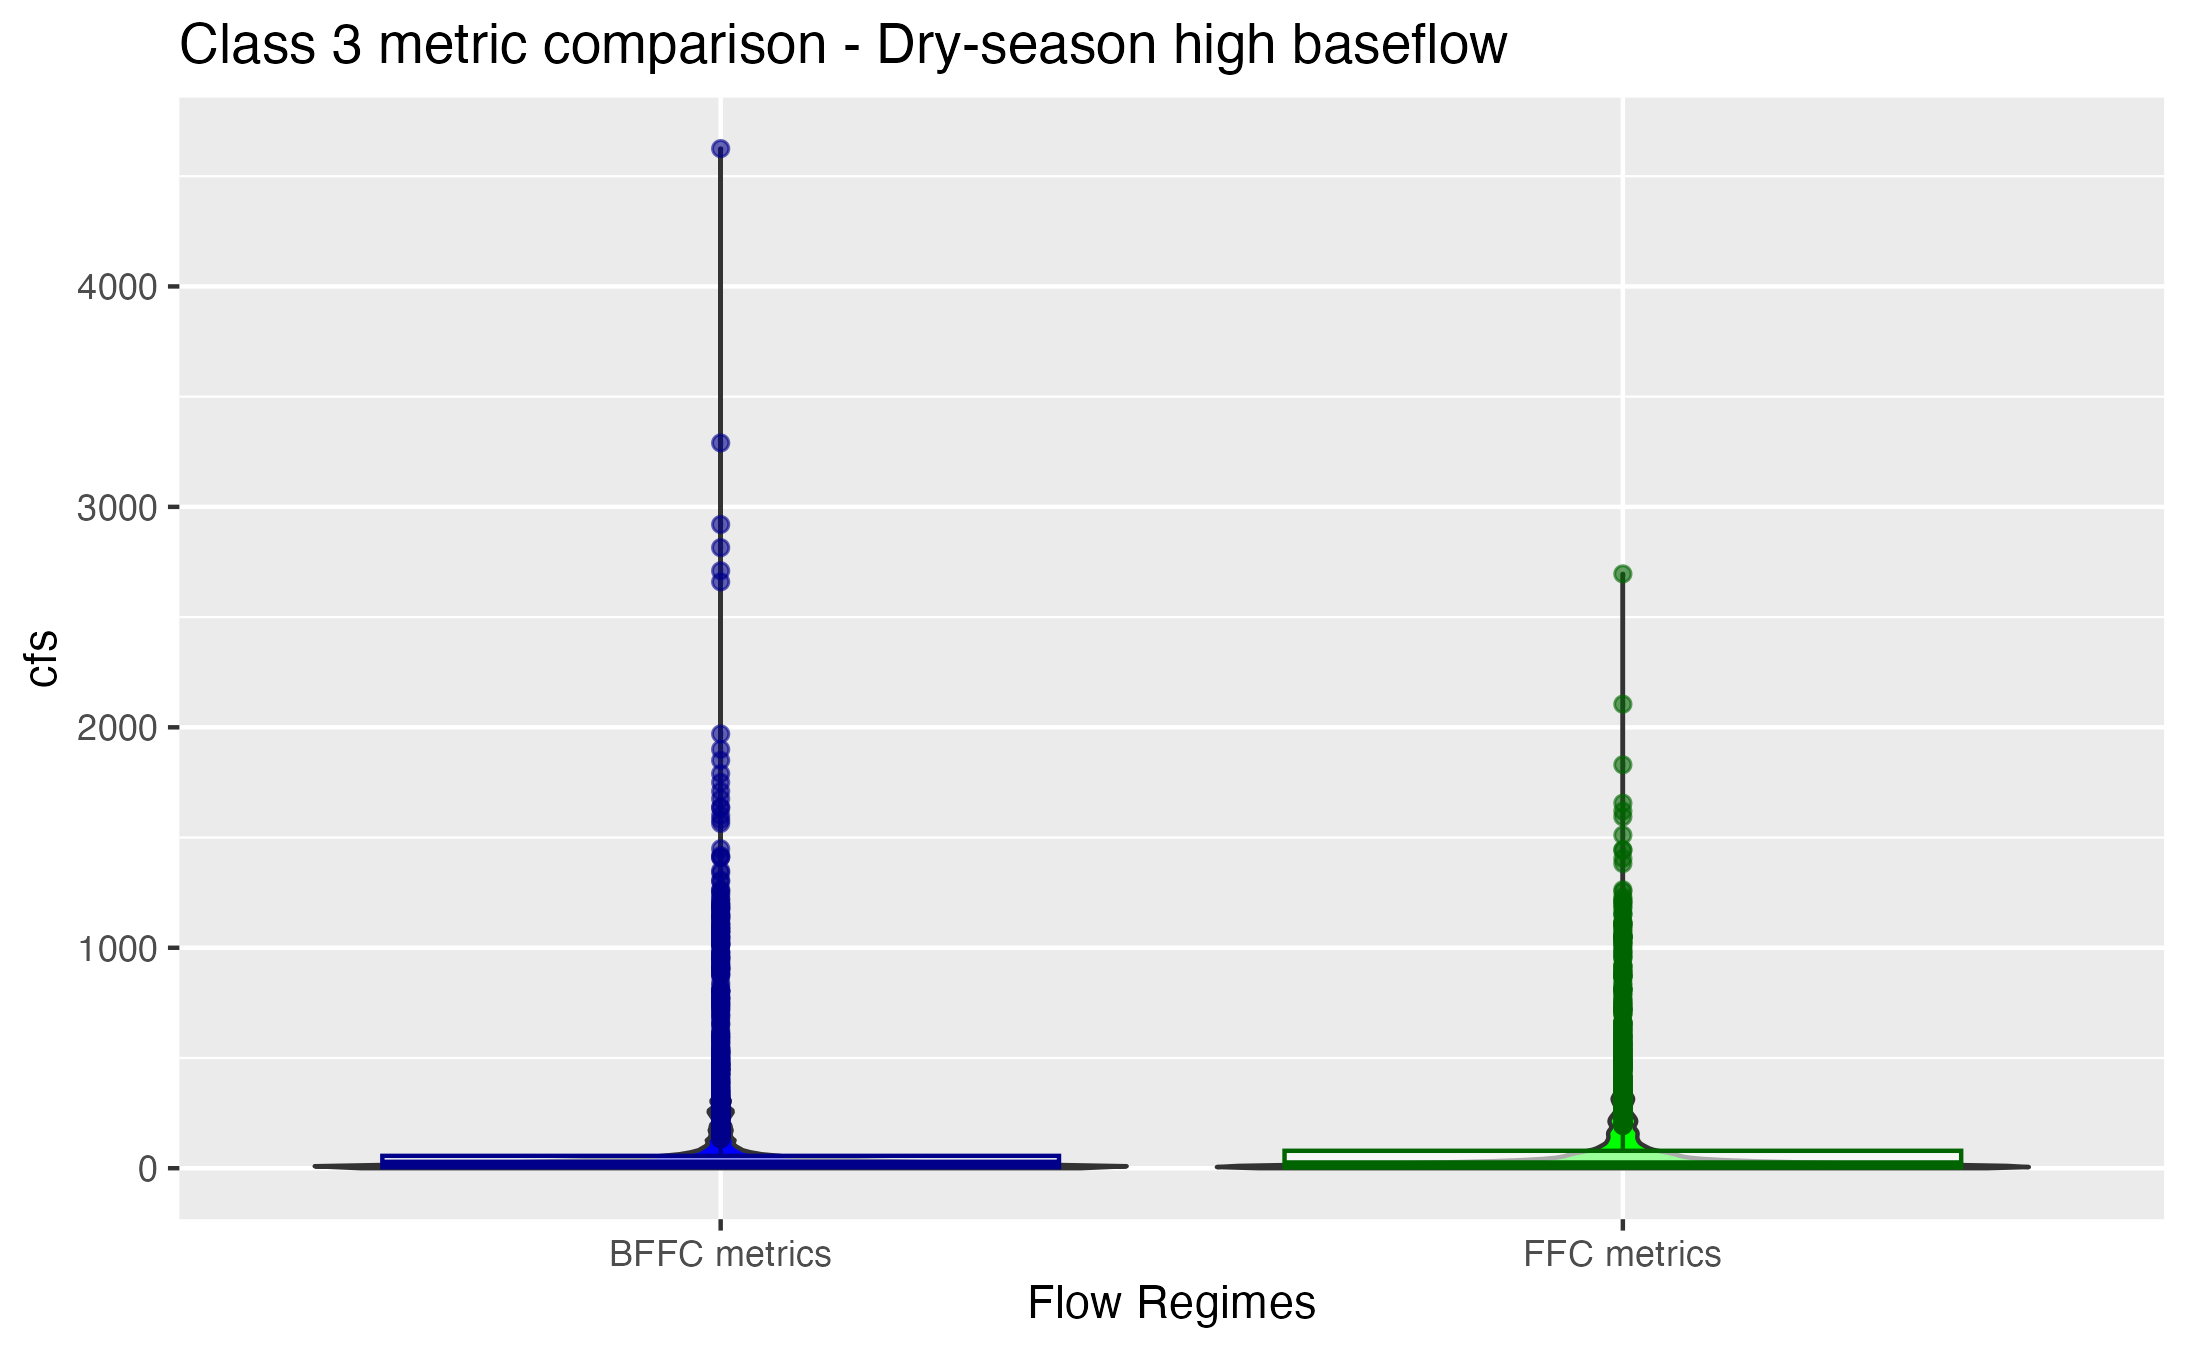 Class 3 metric comparison - Dry-season high baseflow
cfs
4000
3000
2000
1000
0
BFFC metrics
FFC metrics
Flow Regimes